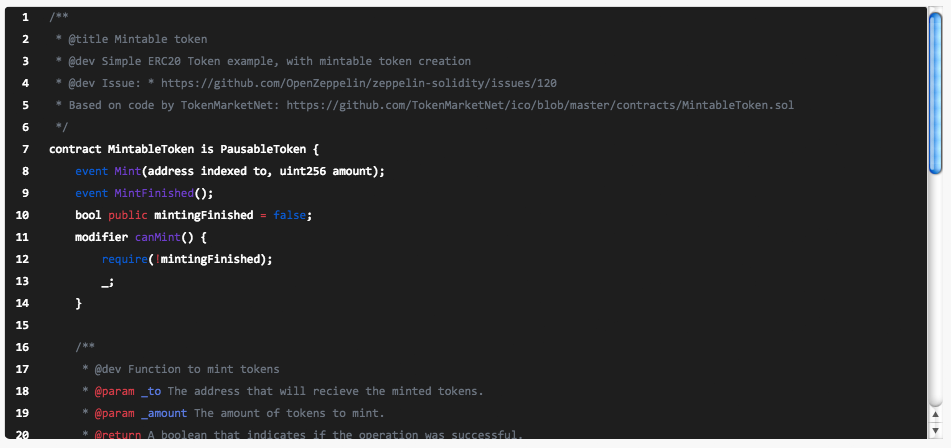 1 /**
2 * @title Mintable token
3 * @dev Simple ERC20 Token example, with mintable token creation
4 * @dev Issue: * https://github.com/OpenZeppelin/zeppelin-solidity/issues/120
5 * Based on code by TokenMarketNet: https://github.com/TokenMarketNet/ico/blob/master/contracts/MintableToken.sol
6 */
7 contract MintableToken is PausableToken {
8 event Mint(address indexed to, uint256 amount);
9 event MintFinished();
10 bool public mintingFinished = false;
11 modifier canMint() {
12 require(!mintingFinished);
13 _;
14 }
15
16 /**
17 * @dev Function to mint tokens
18 * @param _to The address that will recieve the minted tokens.
19 * @param _amount The amount of tokens to mint.
20 * @return A boolean that indicates if the operation was successful.